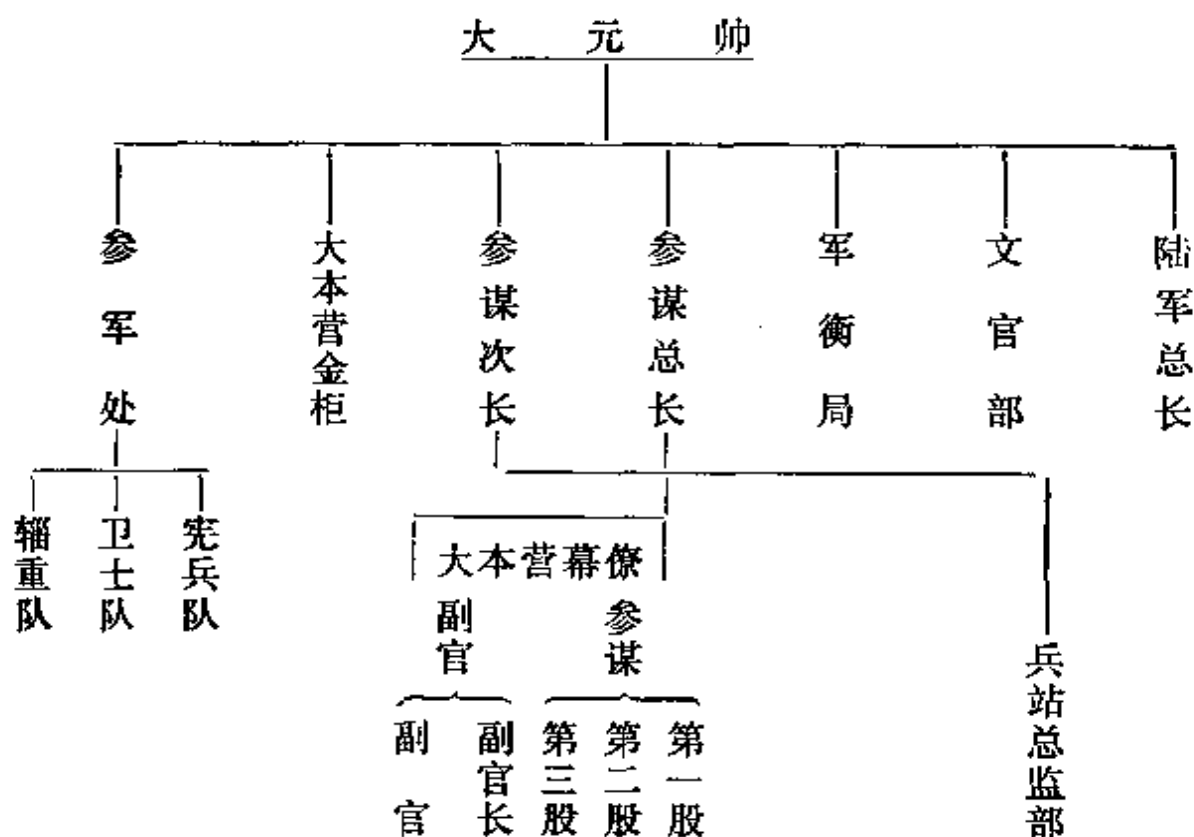 大元帅
参军处
大本营金柜
参谋次长
参谋总长
军衡局
文官部
陆军总长
辎重队
卫士队
宪兵队
大本营幕僚
副官
参谋
副官
副官长
第三股
第二股
第一股
兵站总监部